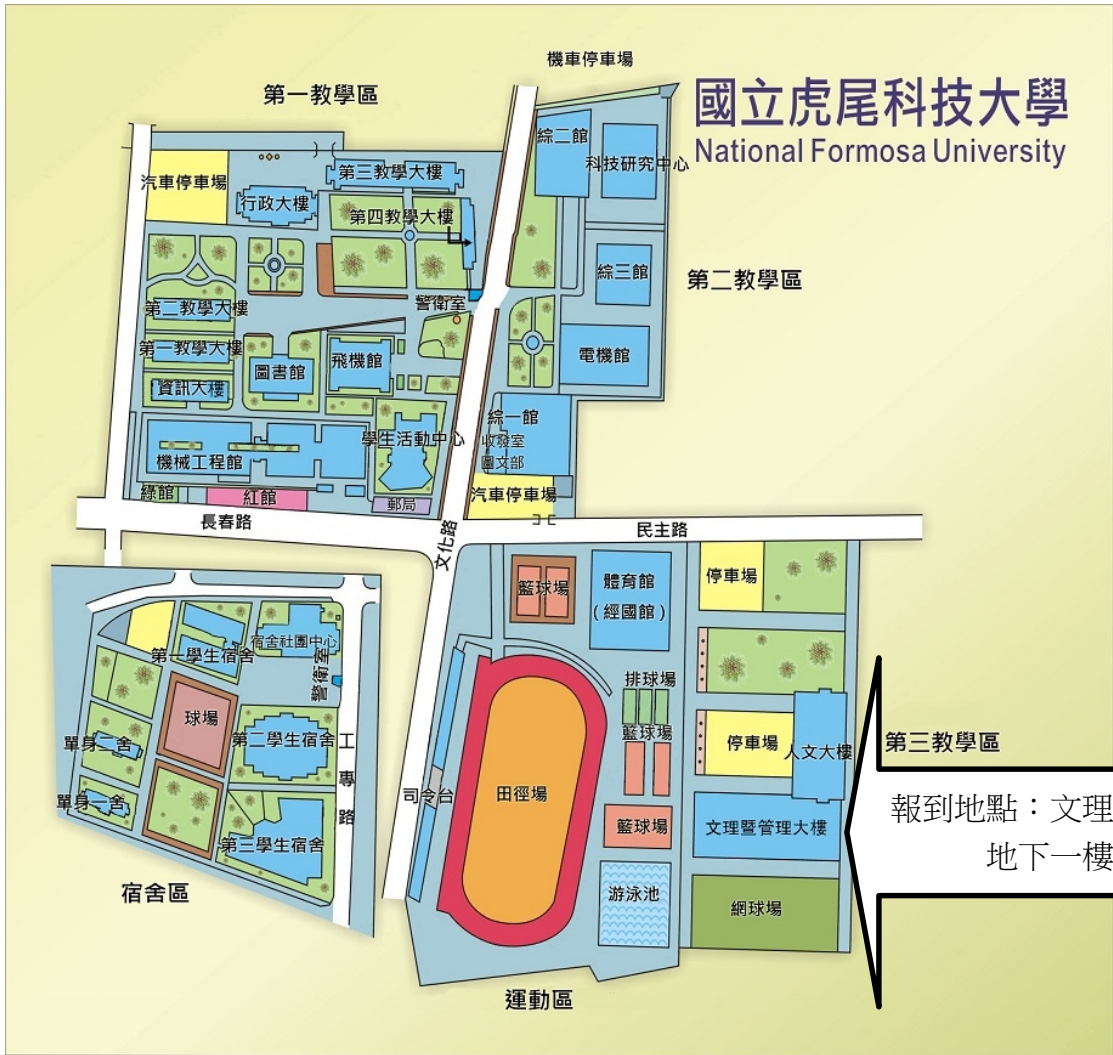 機車停車場
國立虎尾科技大學
National Formosa University
第一教學區
綜二館
科技研究中心
第三教學大樓
汽車停車場
行政大樓
第四教學大樓
綜三館
第二教學區
警衛室
第二教學大樓
第一教學大樓
圖書館
飛機館
電機館
資訊大樓
綜一館
收發室
圖文部
學生活動中心
機械工程館
綠館
紅館
郵局
汽車停車場
長春路
文化路
民主路
籃球場
體育館
(經國館)
停車場
第一學生宿舍
宿舍社團中心
警衛室
排球場
球場
單身二舍
第二學生宿舍
工專路
籃球場
停車場
人文大樓
第三教學區
單身一舍
司令台
田徑場
籃球場
文理暨管理大樓
報到地點：文理
地下一樓
第三學生宿舍
宿舍區
游泳池
網球場
運動區